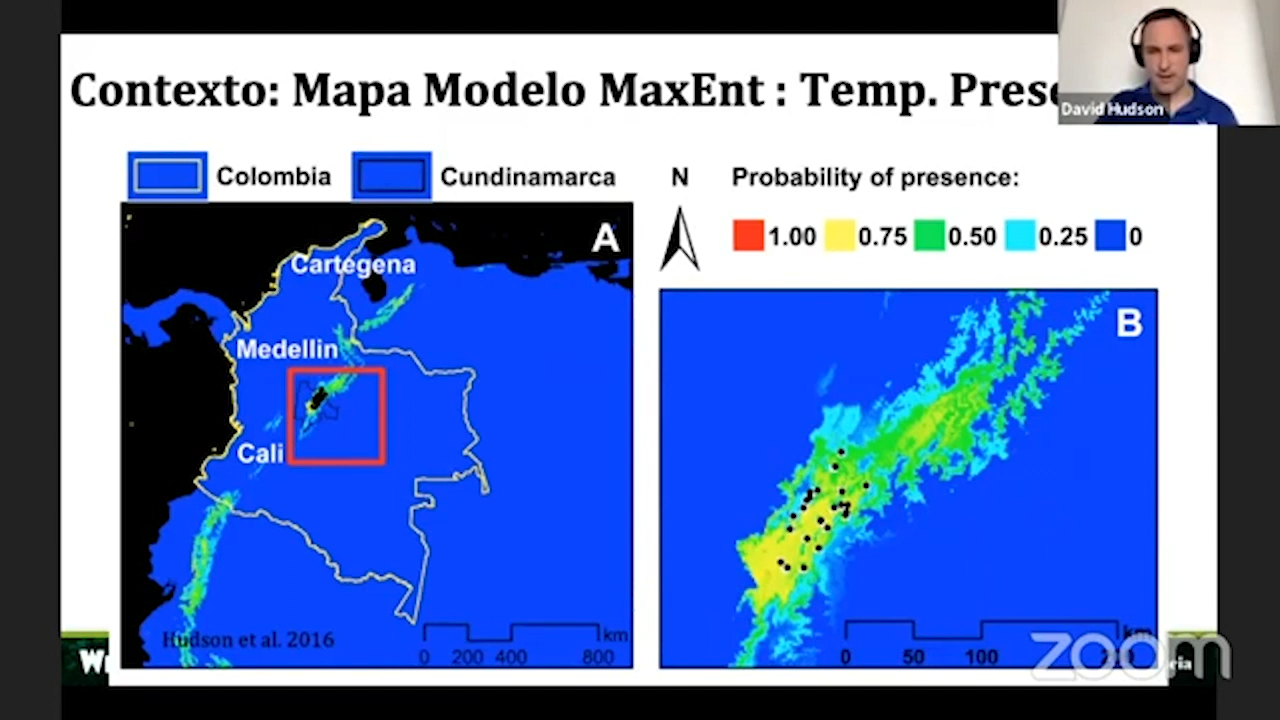 Contexto: Mapa Modelo MaxEnt : Temp. Prese
David Hudson
Colombia
Cundinamarca
N
Probability of presence:
1.00
0.75
0.50
0.25
0
A
Cartegena
Medellin
Cali
Hudson et al. 2016
km
0 200 400 800
B
0 50 100
zoom